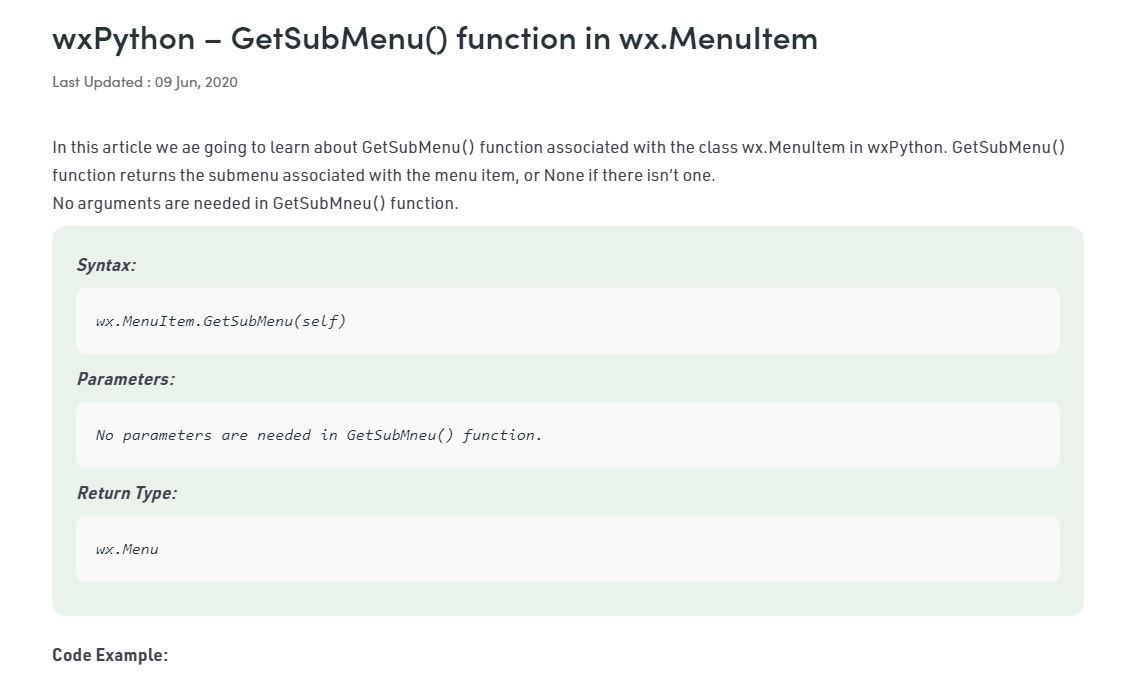 wxPython – GetSubMenu() function in wx.MenuItem
Last Updated : 09 Jun, 2020
In this article we ae going to learn about GetSubMenu() function associated with the class wx.MenuItem in wxPython. GetSubMenu()
function returns the submenu associated with the menu item, or None if there isn’t one.
No arguments are needed in GetSubMneu() function.
Syntax:
wx.MenuItem.GetSubMenu(self)
Parameters:
No parameters are needed in GetSubMneu() function.
Return Type:
wx.Menu
Code Example: